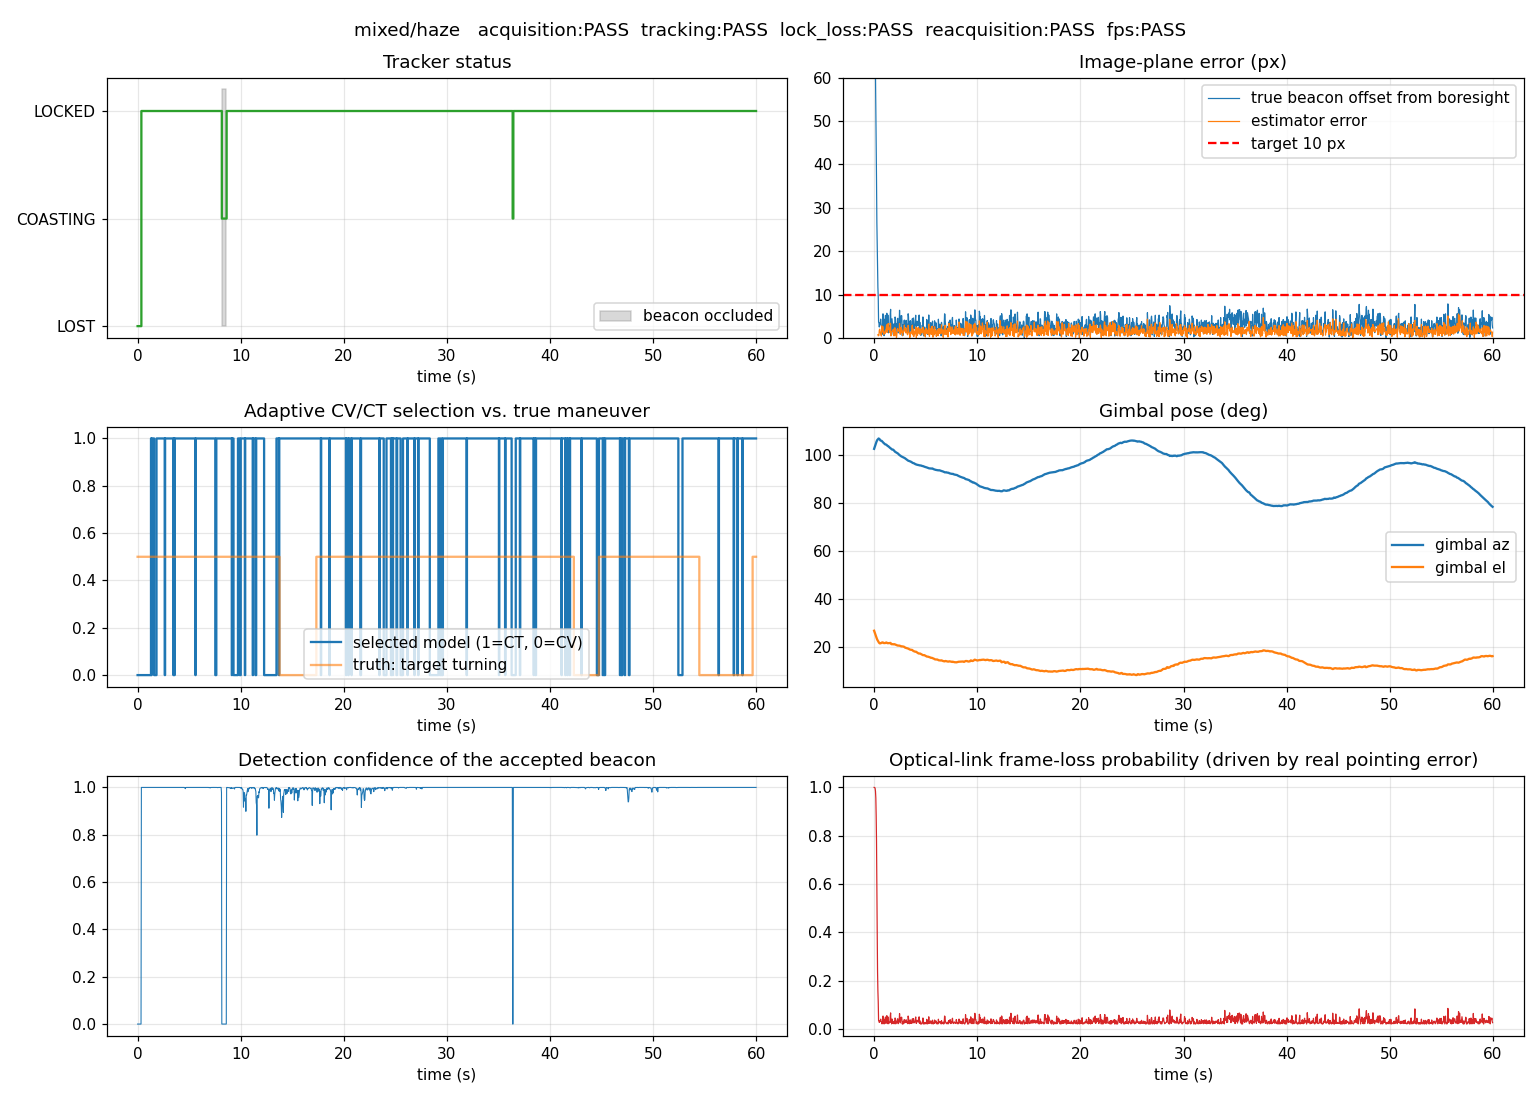 mixed/haze   acquisition:PASS  tracking:PASS  lock_loss:PASS  reacquisition:PASS  fps:PASS
Tracker status
LOCKED
COASTING
LOST
beacon occluded
0 10 20 30 40 50 60
time (s)
Image-plane error (px)
60
50
40
30
20
10
0
true beacon offset from boresight
estimator error
target 10 px
0 10 20 30 40 50 60
time (s)
Adaptive CV/CT selection vs. true maneuver
1.0
0.8
0.6
0.4
0.2
0.0
selected model (1=CT, 0=CV)
truth: target turning
0 10 20 30 40 50 60
time (s)
Gimbal pose (deg)
100
80
60
40
20
gimbal az
gimbal el
0 10 20 30 40 50 60
time (s)
Detection confidence of the accepted beacon
1.0
0.8
0.6
0.4
0.2
0.0
0 10 20 30 40 50 60
time (s)
Optical-link frame-loss probability (driven by real pointing error)
1.0
0.8
0.6
0.4
0.2
0.0
0 10 20 30 40 50 60
time (s)